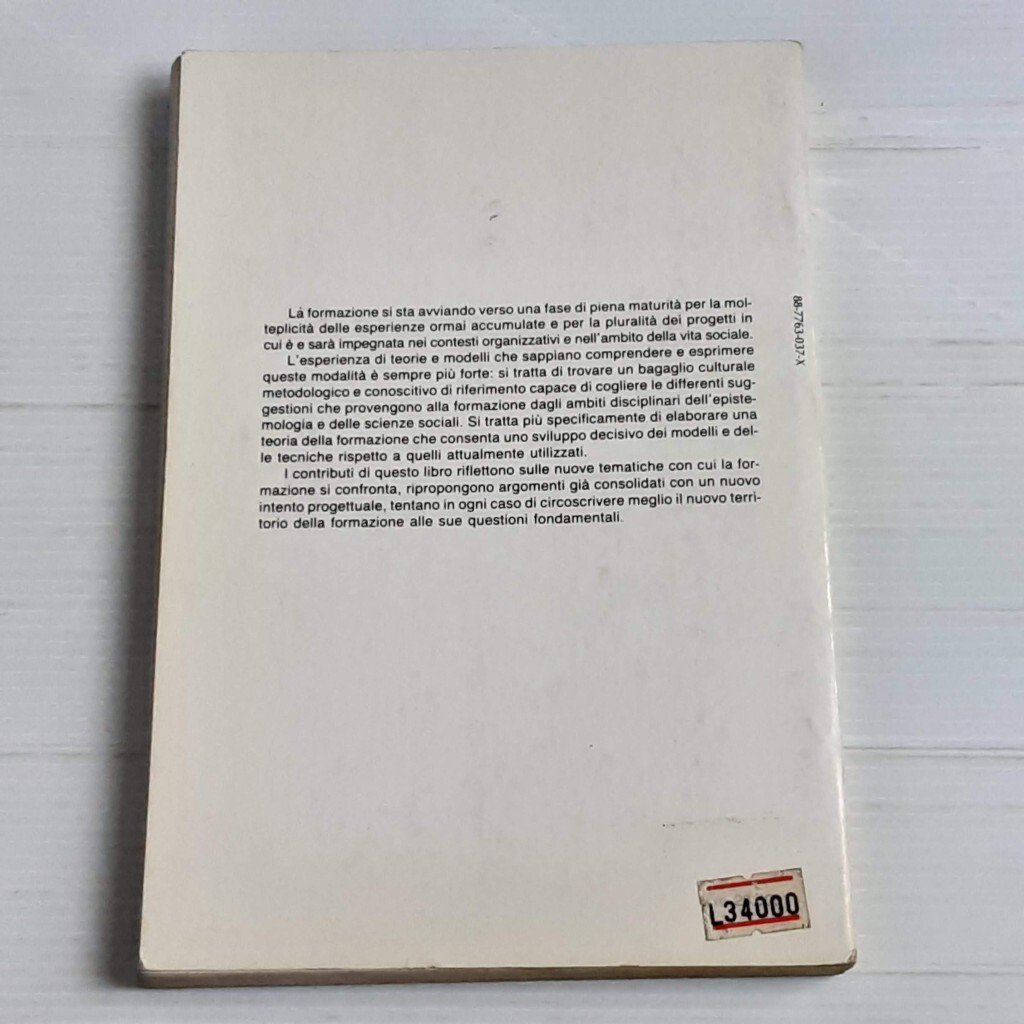 Lá formazione si sta avviando verso una fase di piena maturità per la mol-
teplicità delle esperienze ormai accumulate e per la pluralità dei progetti in
cui è e sarà impegnata nei contesti organizzativi e nell'ambito della vita sociale.
L'esperienza di teorie e modelli che sappiano comprendere e esprimere
queste modalità è sempre più forte: si tratta di trovare un bagaglio culturale
metodologico e conoscitivo di riferimento capace di cogliere le differenti sug-
gestioni che provengono alla formazione dagli ambiti disciplinari dell'episte-
mologia e delle scienze sociali. Si tratta più specificamente di elaborare una
teoria della formazione che consenta uno sviluppo decisivo dei modelli e del-
le tecniche rispetto a quelli attualmente utilizzati.
I contributi di questo libro riflettono sulle nuove tematiche con cui la for-
mazione si confronta, ripropongono argomenti già consolidati con un nuovo
intento progettuale, tentano in ogni caso di circoscrivere meglio il nuovo terri-
torio della formazione alle sue questioni fondamentali.
88-7763-037-X
L34000